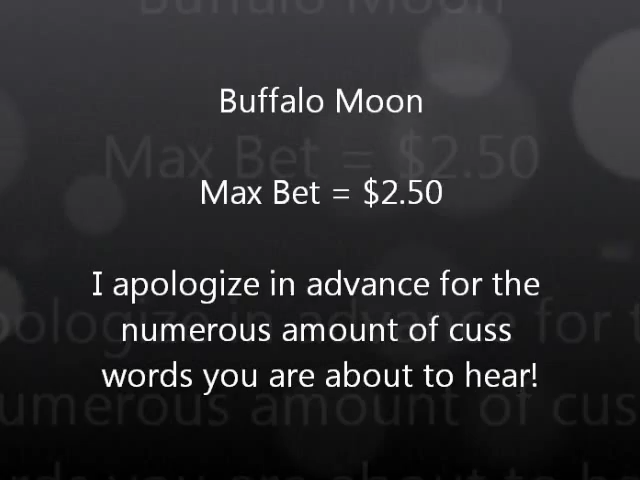 Buffalo Moon
Max Bet = $2.50
I apologize in advance for the
numerous amount of cuss
words you are about to hear!